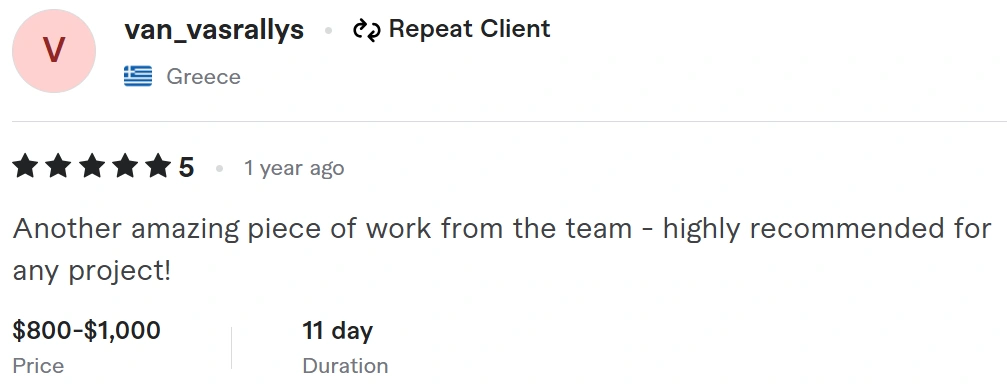 V
van_vasrallys • Repeat Client
Greece
5 • 1 year ago
Another amazing piece of work from the team - highly recommended for
any project!
$800-$1,000 11 day
Price Duration